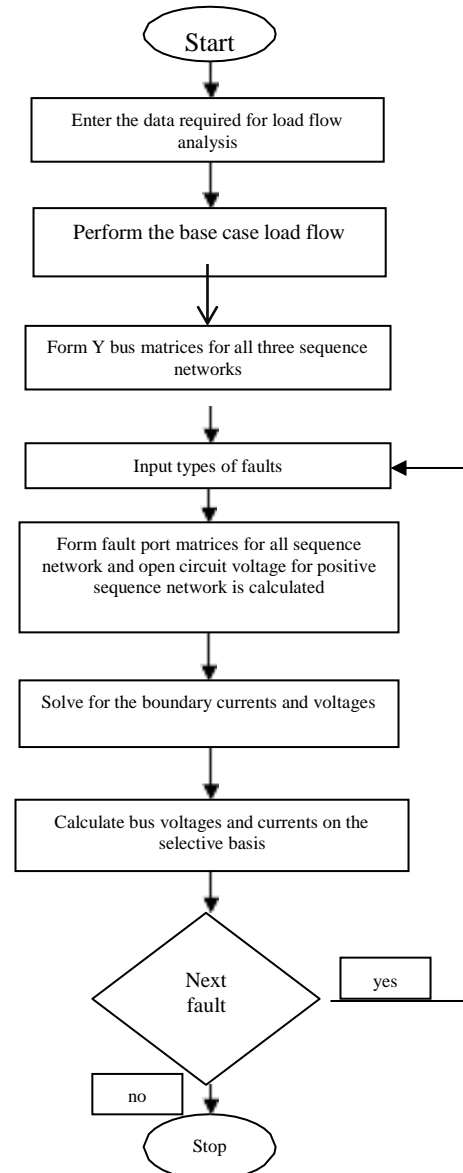 Start
Enter the data required for load flow
analysis
Perform the base case load flow
Form Y bus matrices for all three sequence
networks
Input types of faults
Form fault port matrices for all sequence
network and open circuit voltage for positive
sequence network is calculated
Solve for the boundary currents and voltages
Calculate bus voltages and currents on the
selective basis
Next
fault
yes
no
Stop